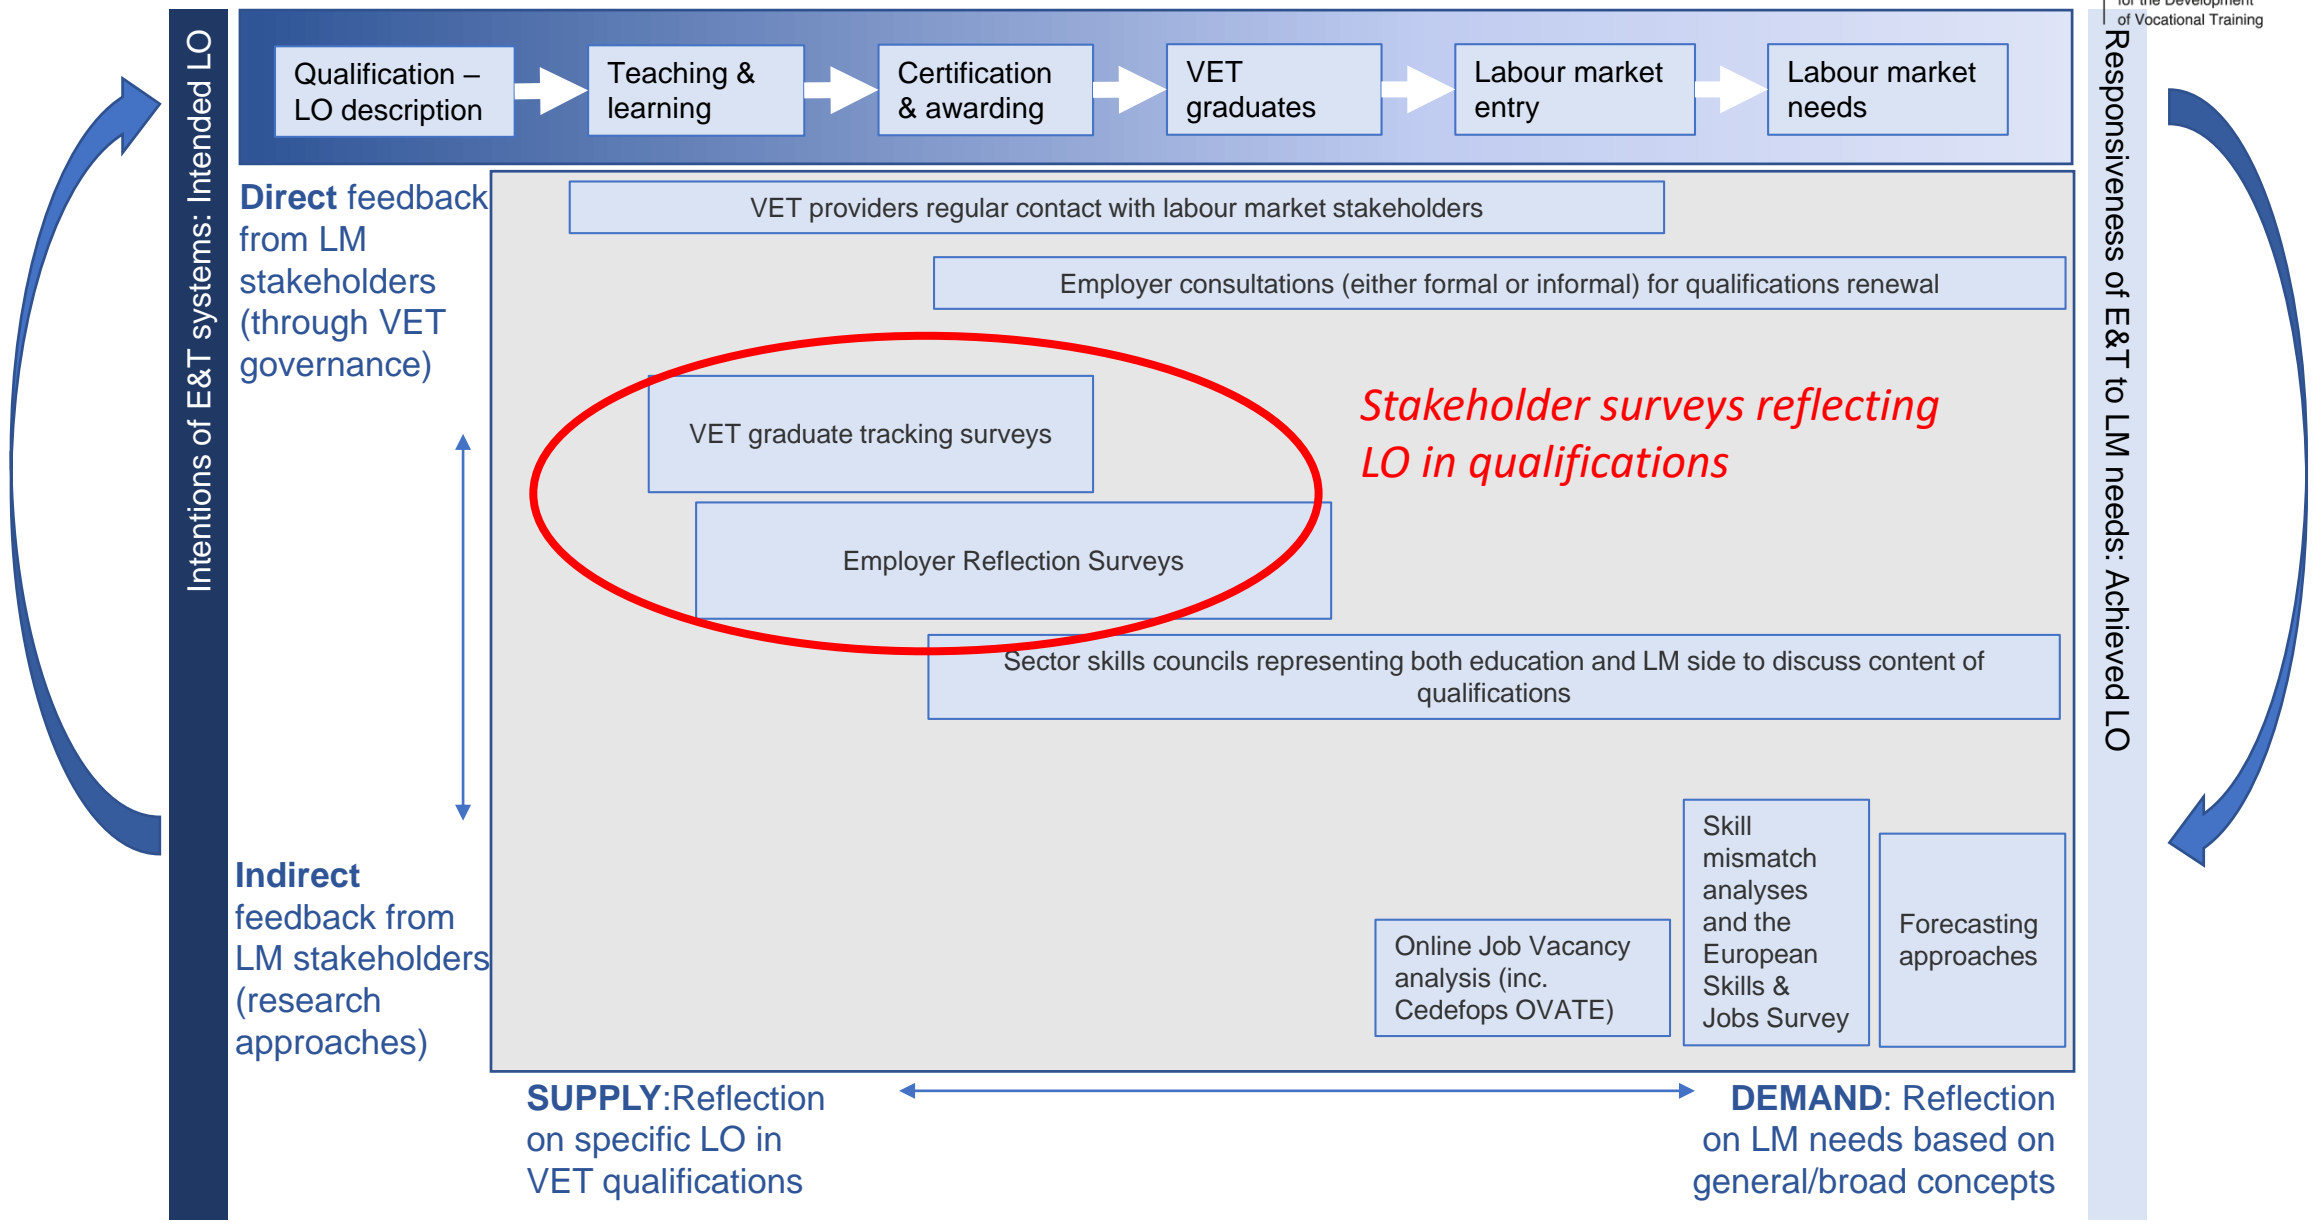 for the Development
of Vocational Training
Intentions of E&T systems: Intended LO
Qualification –
LO description
Teaching &
learning
Certification
& awarding
VET
graduates
Labour market
entry
Labour market
needs
Responsiveness of E&T to LM needs: Achieved LO
Direct feedback
from LM
stakeholders
(through VET
governance)
VET providers regular contact with labour market stakeholders
Employer consultations (either formal or informal) for qualifications renewal
VET graduate tracking surveys
Stakeholder surveys reflecting
LO in qualifications
Employer Reflection Surveys
Sector skills councils representing both education and LM side to discuss content of
qualifications
Indirect
feedback from
LM stakeholders
(research
approaches)
Online Job Vacancy
analysis (inc.
Cedefops OVATE)
Skill
mismatch
analyses
and the
European
Skills &
Jobs Survey
Forecasting
approaches
SUPPLY:Reflection
on specific LO in
VET qualifications
DEMAND: Reflection
on LM needs based on
general/broad concepts